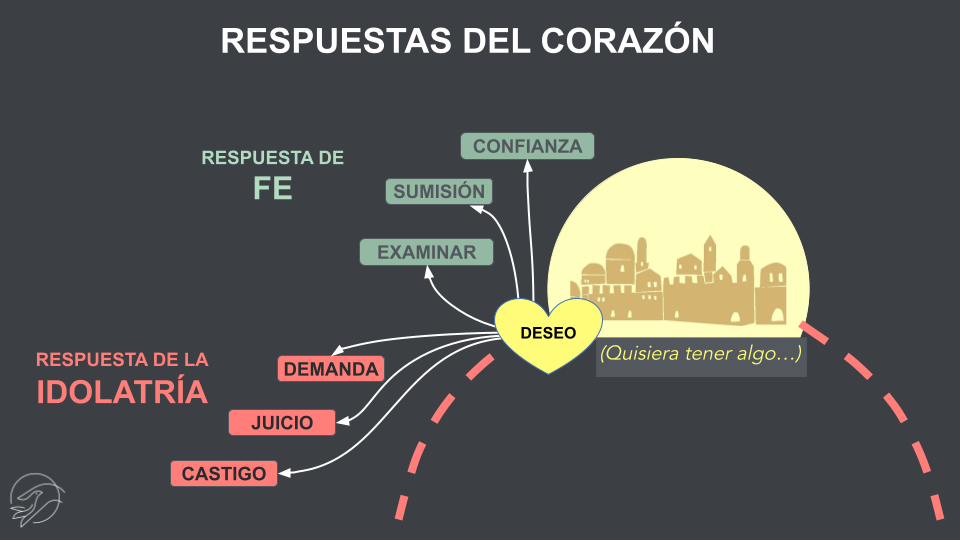 RESPUESTAS DEL CORAZÓN
RESPUESTA DE
FE
CONFIANZA
SUMISIÓN
EXAMINAR
DESEO
(Quisiera tener algo...)
RESPUESTA DE LA
IDOLATRÍA
DEMANDA
JUICIO
CASTIGO